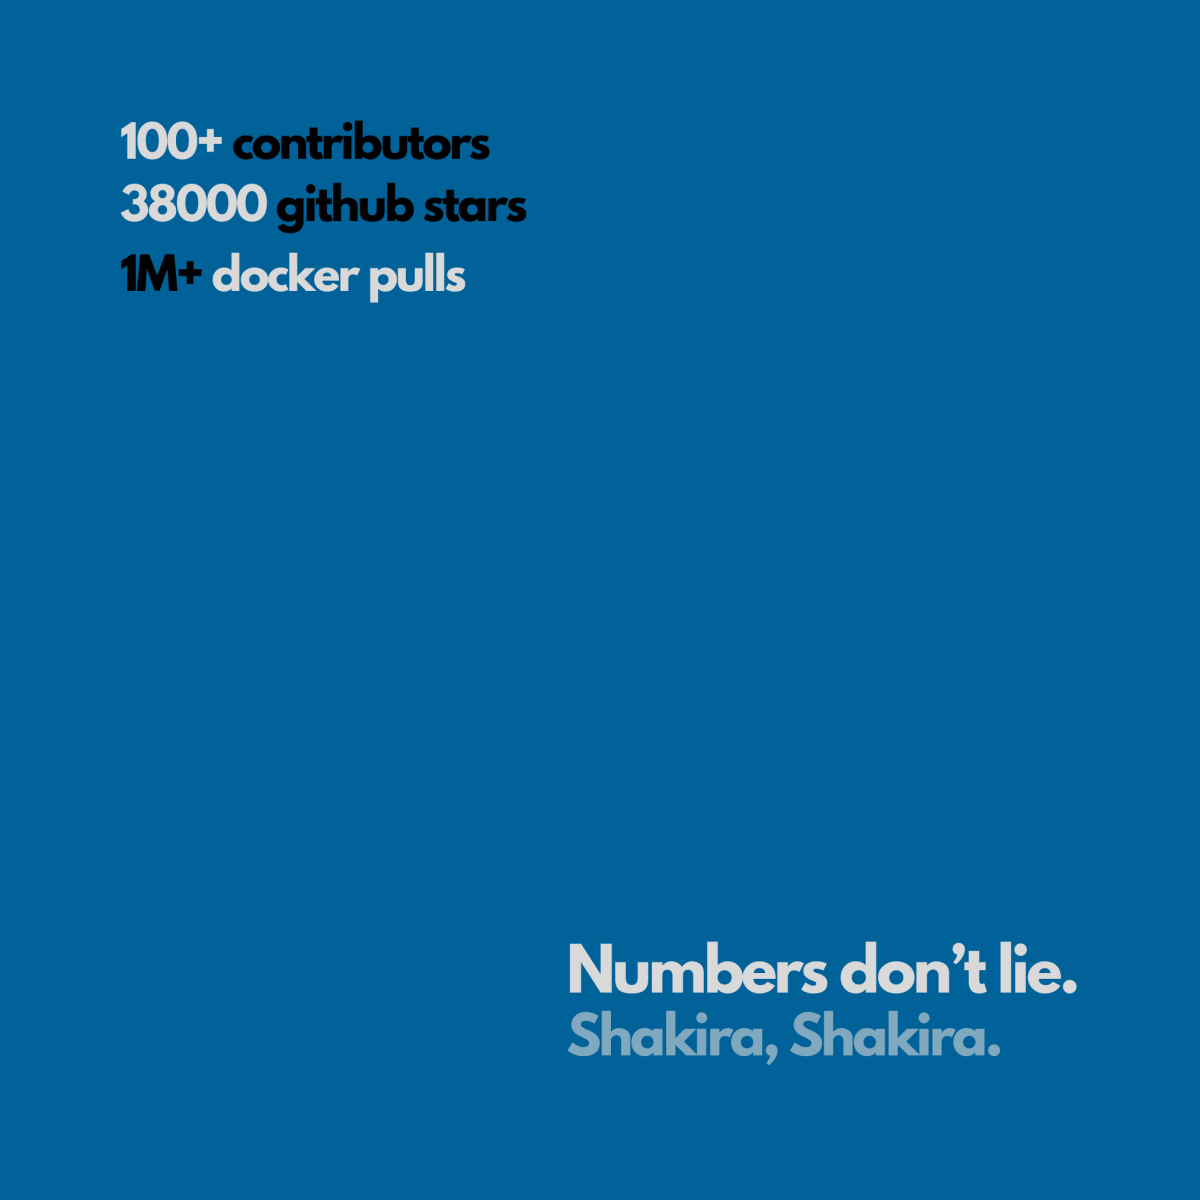 100+ contributors
38000 github stars
1M+ docker pulls
Numbers don’t lie.
Shakira, Shakira.